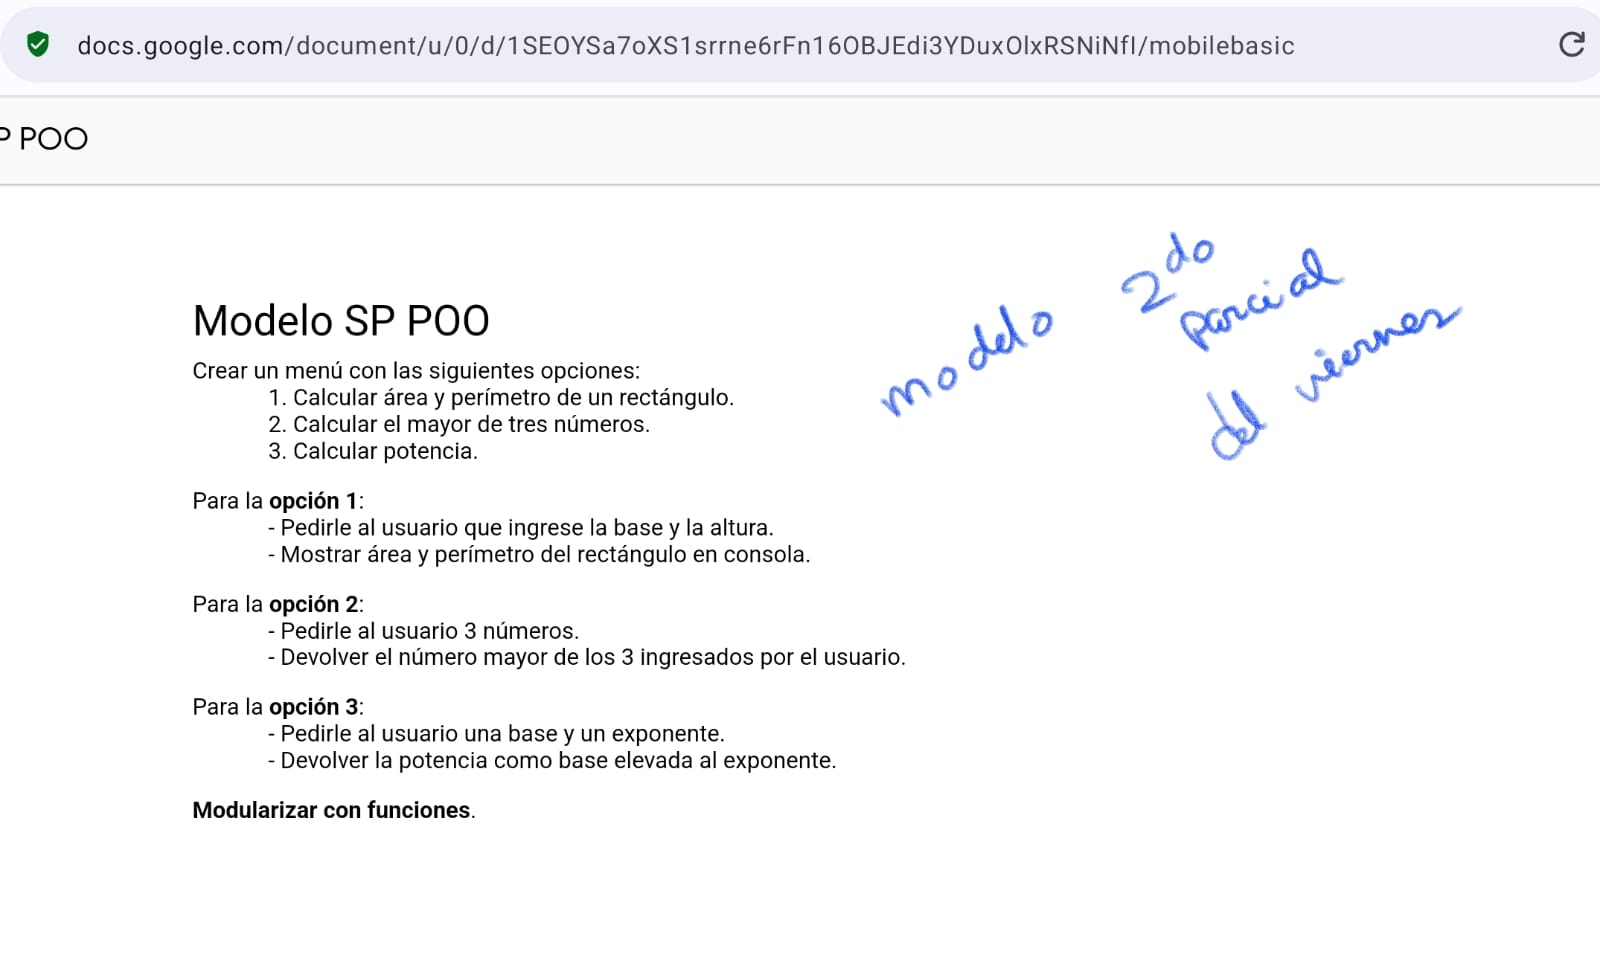 docs.google.com/document/u/0/d/1SEOYSa7oXS1srrne6rFn16OBJEdi3YDuxOlxRSNiNfI/mobilebasic
P POO
Modelo SP POO
modelo 2do parcial del viernes
Crear un menú con las siguientes opciones:
1. Calcular área y perímetro de un rectángulo.
2. Calcular el mayor de tres números.
3. Calcular potencia.
Para la opción 1:
- Pedirle al usuario que ingrese la base y la altura.
- Mostrar área y perímetro del rectángulo en consola.
Para la opción 2:
- Pedirle al usuario 3 números.
- Devolver el número mayor de los 3 ingresados por el usuario.
Para la opción 3:
- Pedirle al usuario una base y un exponente.
- Devolver la potencia como base elevada al exponente.
Modularizar con funciones.